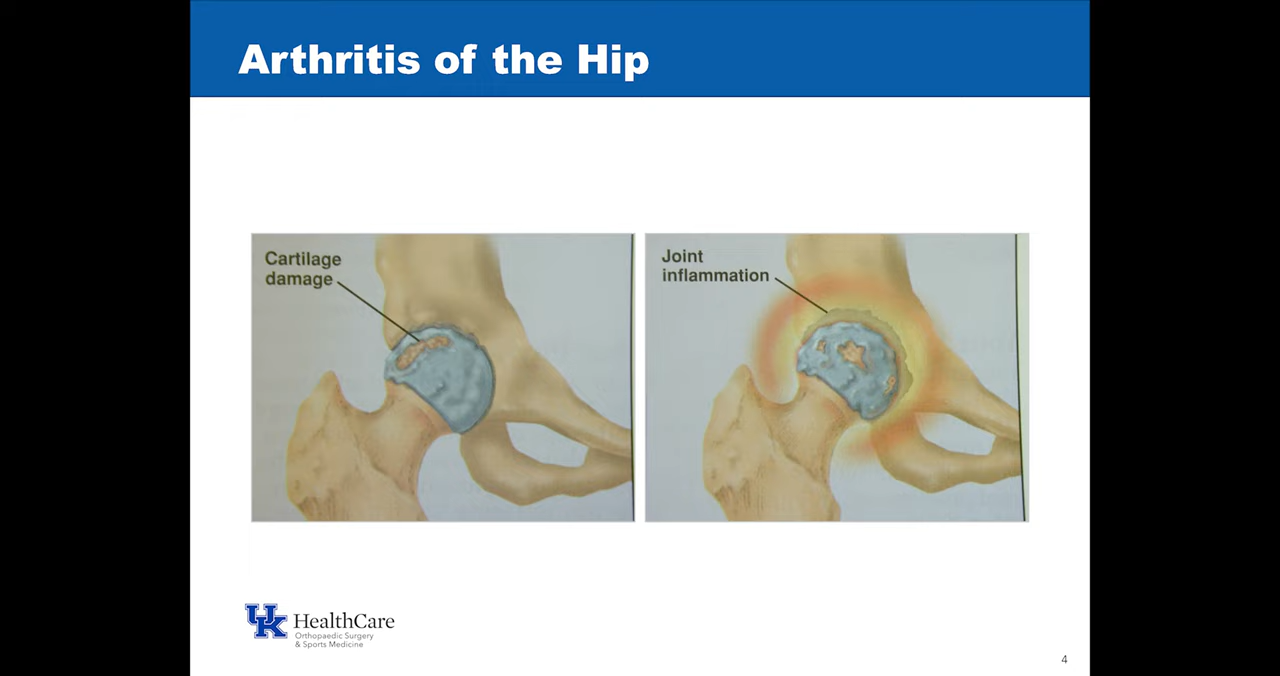 Arthritis of the Hip
Cartilage
damage
Joint
inflammation
UK HealthCare
Orthopaedic Surgery
& Sports Medicine
4